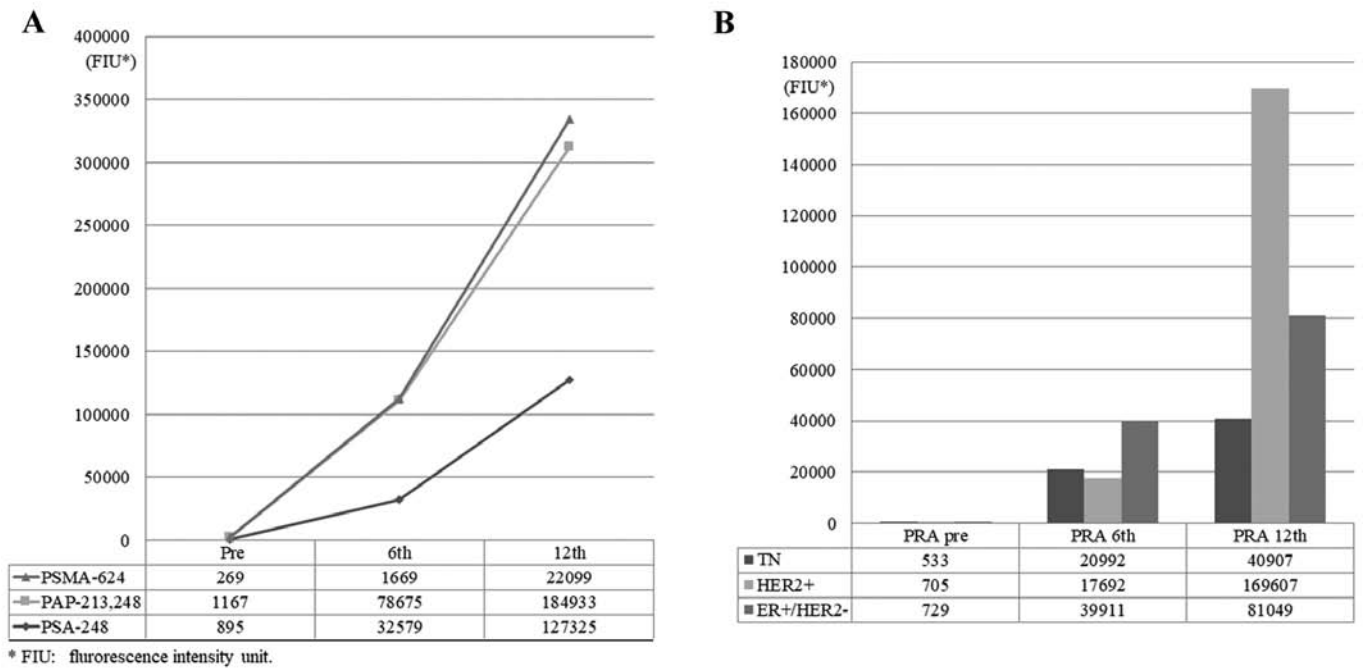 A
400000
(FIU*)
350000
300000
250000
200000
150000
100000
50000
0
Pre 6th 12th
PSMA-624 269 1669 22099
PAP-213,248 1167 78675 184933
PSA-248 895 32579 127325
* FIU: flurorescence intensity unit.
B
180000
(FIU*)
160000
140000
120000
100000
80000
60000
40000
20000
0
PRA pre PRA 6th PRA 12th
TN 533 20992 40907
HER2+ 705 17692 169607
ER+/HER2- 729 39911 81049